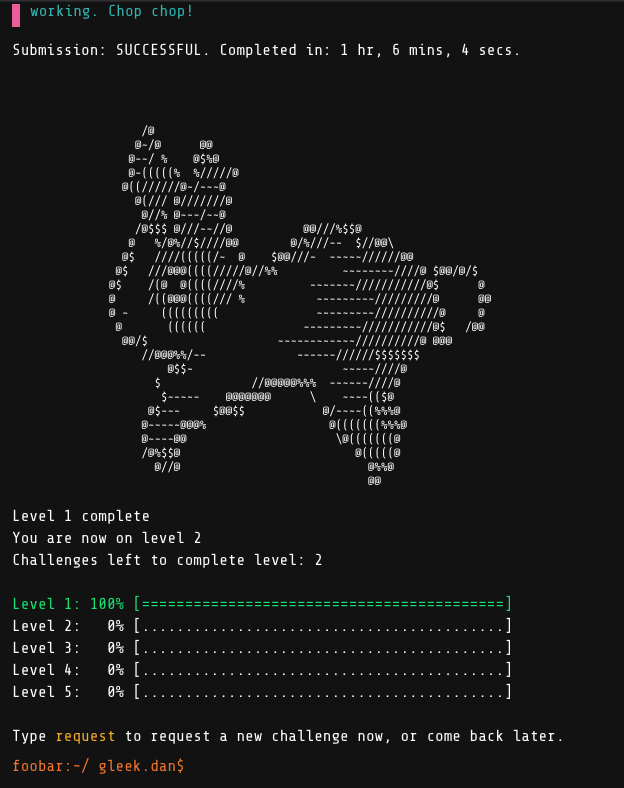 working. Chop chop!
Submission: SUCCESSFUL. Completed in: 1 hr, 6 mins, 4 secs.
Level 1 complete
You are now on level 2
Challenges left to complete level: 2
Level 1: 100% [==========================================]
Level 2:   0% [..........................................]
Level 3:   0% [..........................................]
Level 4:   0% [..........................................]
Level 5:   0% [..........................................]
Type request to request a new challenge now, or come back later.
foobar:~/ gleek.dan$